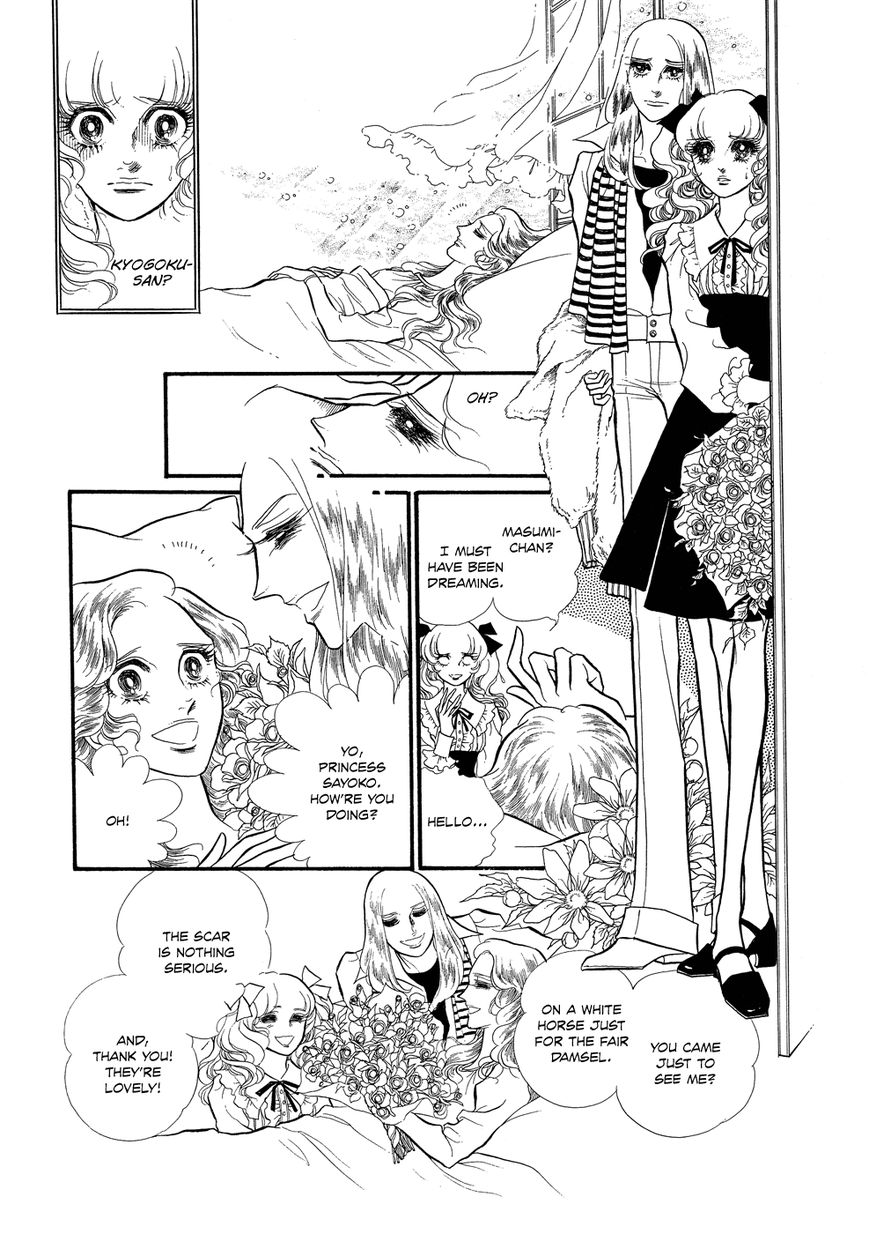 KYOGOKU-
SAN?
OH?
MASUMI-
CHAN?
I MUST
HAVE BEEN
DREAMING.
HELLO...
YO,
PRINCESS
SAYOKO.
HOW'RE YOU
DOING?
OH!
YOU CAME
JUST TO
SEE ME?
ON A WHITE
HORSE JUST
FOR THE FAIR
DAMSEL.
THE SCAR
IS NOTHING
SERIOUS.
AND,
THANK YOU!
THEY'RE
LOVELY!